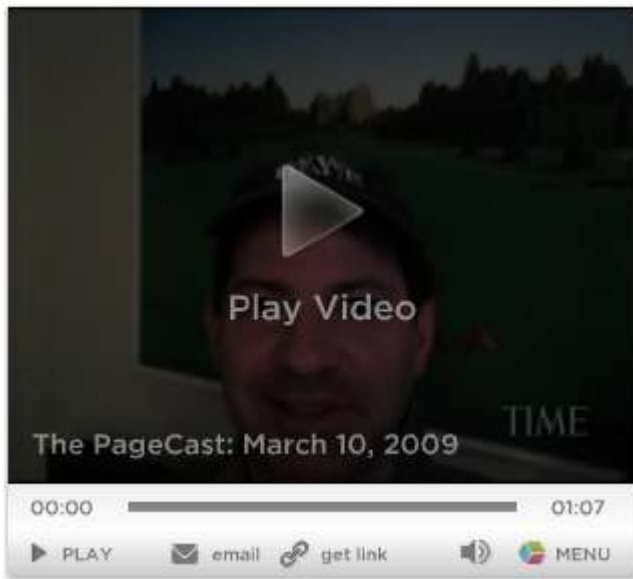 Play Video
TIME
The PageCast: March 10, 2009
00:00 01:07
PLAY email get link MENU